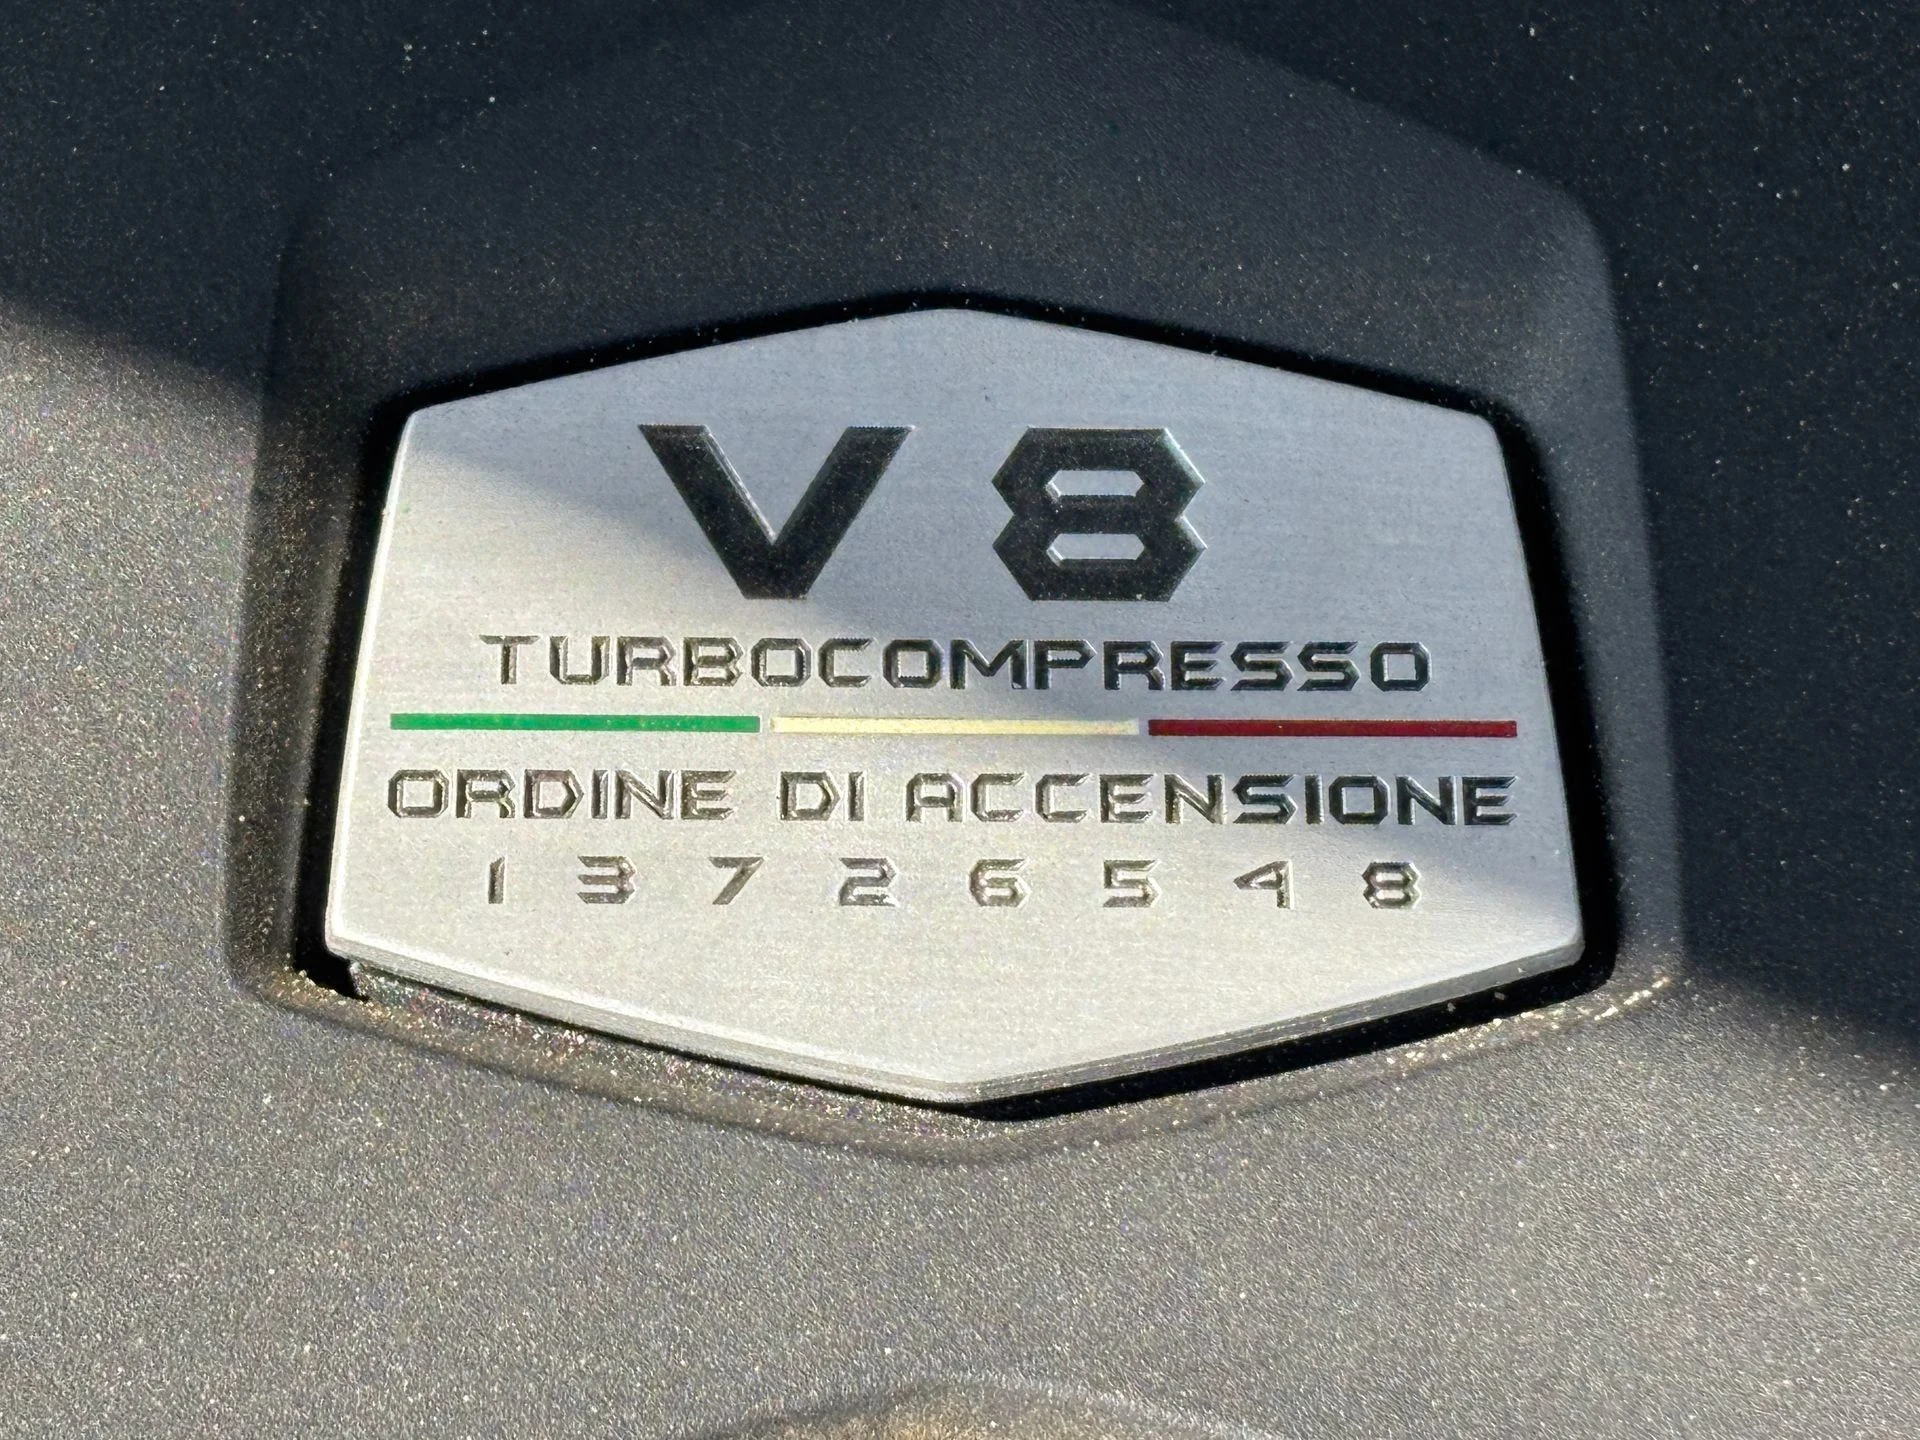 V8
TURBOCOMPRESSO
ORDINE DI ACCENSIONE
1 3 7 2 6 5 4 8